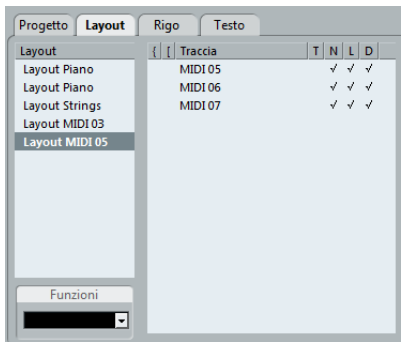 Progetto Layout Rigo Testo
Layout
Layout Piano
Layout Piano
Layout Strings
Layout MIDI 03
Layout MIDI 05
Funzioni
{ [ Traccia T N L D
MIDI 05 √ √ √
MIDI 06 √ √ √
MIDI 07 √ √ √